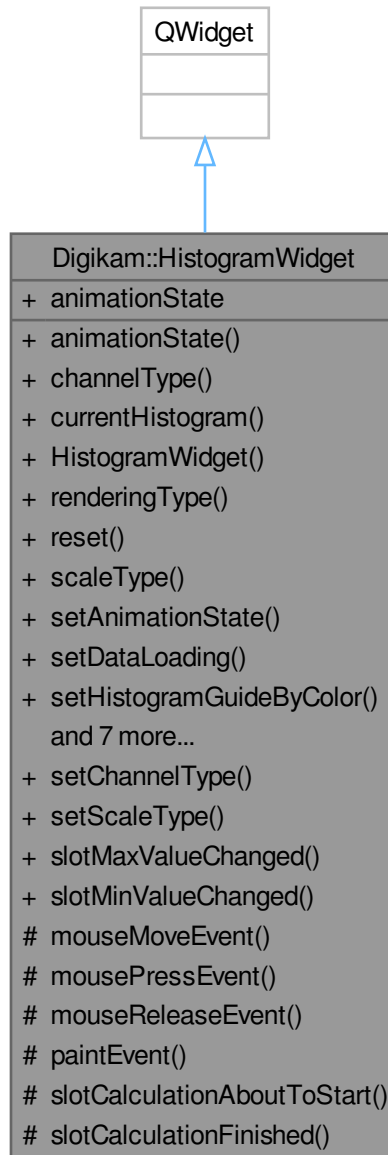 QWidget
Digikam::HistogramWidget
+ animationState
+ animationState()
+ channelType()
+ currentHistogram()
+ HistogramWidget()
+ renderingType()
+ reset()
+ scaleType()
+ setAnimationState()
+ setDataLoading()
+ setHistogramGuideByColor()
and 7 more...
+ setChannelType()
+ setScaleType()
+ slotMaxValueChanged()
+ slotMinValueChanged()
# mouseMoveEvent()
# mousePressEvent()
# mouseReleaseEvent()
# paintEvent()
# slotCalculationAboutToStart()
# slotCalculationFinished()